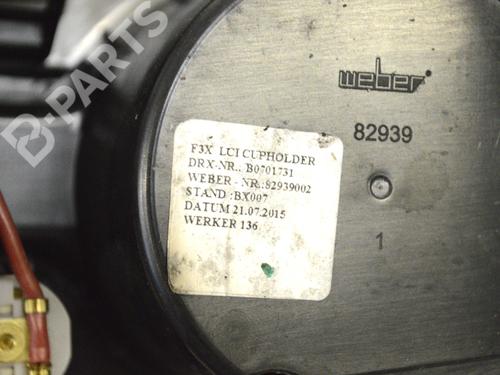 B-PARTS
weber
82939
F3X LCI CUPHOLDER
DRX-NR.: B0701731
WEBER - NR.:82939002
STAND :BX007
DATUM 21.07.2015
WERKER 136
1